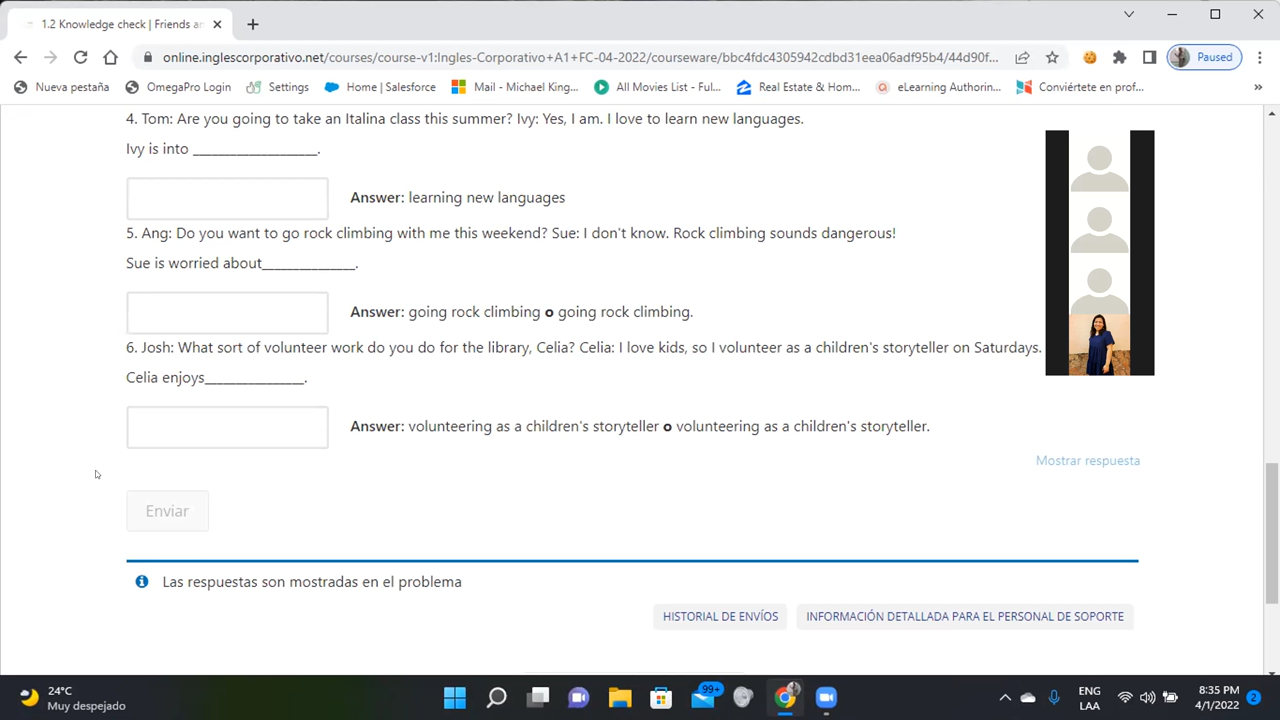 1.2 Knowledge check | Friends an
online.inglescorporativo.net/courses/course-v1:Ingles-Corporativo+A1+FC-04-2022/courseware/bbc4fdc4305942cdbd31eea06adf95b4/44d90f...
Paused
Nueva pestaña
OmegaPro Login
Settings
Home | Salesforce
Mail - Michael King...
All Movies List - Ful...
Real Estate & Hom...
eLearning Authorin...
Conviértete en prof...
»
4. Tom: Are you going to take an Italina class this summer? Ivy: Yes, I am. I love to learn new languages.
Ivy is into ___________________.
Answer: learning new languages
5. Ang: Do you want to go rock climbing with me this weekend? Sue: I don't know. Rock climbing sounds dangerous!
Sue is worried about______________.
Answer: going rock climbing o going rock climbing.
6. Josh: What sort of volunteer work do you do for the library, Celia? Celia: I love kids, so I volunteer as a children's storyteller on Saturdays.
Celia enjoys_______________.
Answer: volunteering as a children's storyteller o volunteering as a children's storyteller.
Mostrar respuesta
Enviar
Las respuestas son mostradas en el problema
HISTORIAL DE ENVÍOS
INFORMACIÓN DETALLADA PARA EL PERSONAL DE SOPORTE
24°C
Muy despejado
99+
ENG
LAA
8:35 PM
4/1/2022
2